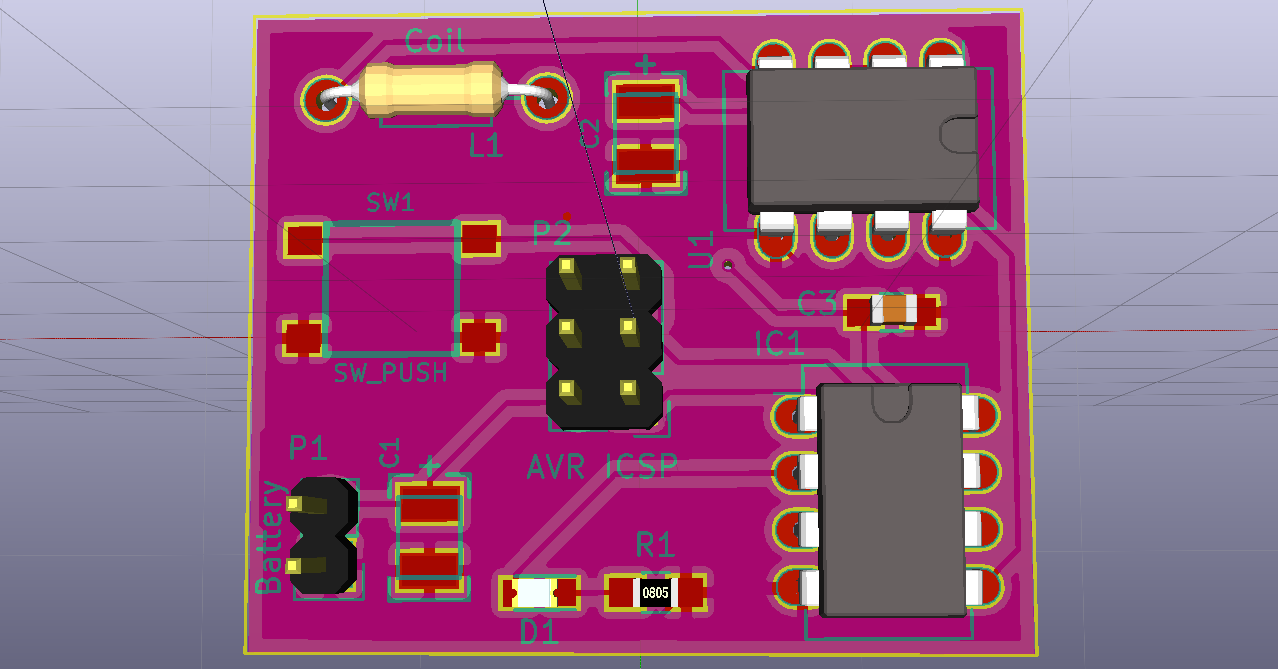 Coil
+
L1
C2
SW1
P2
U1
C3
IC1
SW_PUSH
P1
C1
+
AVR ICSP
Battery
R1
0805
D1